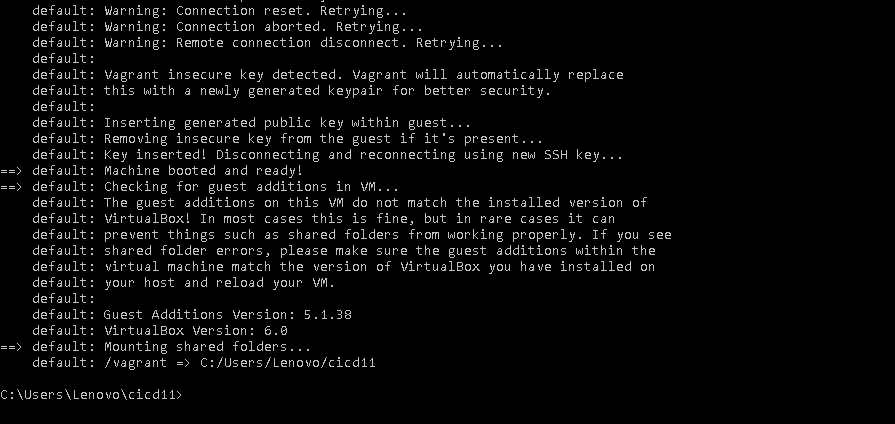 default: Warning: Connection reset. Retrying...
default: Warning: Connection aborted. Retrying...
default: Warning: Remote connection disconnect. Retrying...
default:
default: Vagrant insecure key detected. Vagrant will automatically replace
default: this with a newly generated keypair for better security.
default:
default: Inserting generated public key within guest...
default: Removing insecure key from the guest if it's present...
default: Key inserted! Disconnecting and reconnecting using new SSH key...
==> default: Machine booted and ready!
==> default: Checking for guest additions in VM...
default: The guest additions on this VM do not match the installed version of
default: VirtualBox! In most cases this is fine, but in rare cases it can
default: prevent things such as shared folders from working properly. If you see
default: shared folder errors, please make sure the guest additions within the
default: virtual machine match the version of VirtualBox you have installed on
default: your host and reload your VM.
default:
default: Guest Additions Version: 5.1.38
default: VirtualBox Version: 6.0
==> default: Mounting shared folders...
default: /vagrant => C:/Users/Lenovo/cicd11
C:\Users\Lenovo\cicd11>